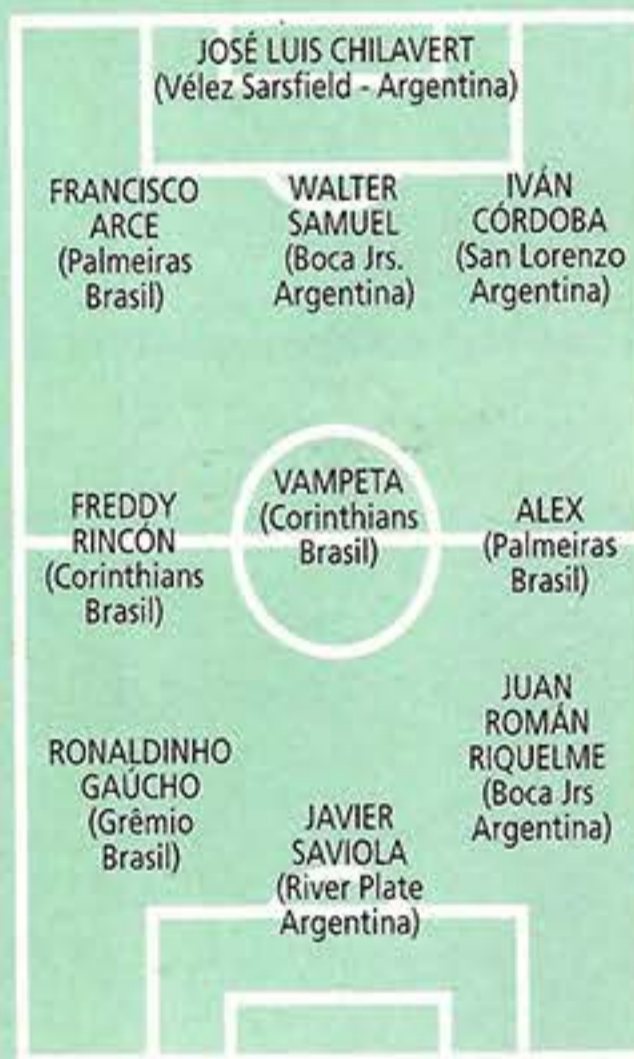 JOSÉ LUIS CHILAVERT
(Vélez Sarsfield - Argentina)
FRANCISCO
ARCE
(Palmeiras
Brasil)
WALTER
SAMUEL
(Boca Jrs.
Argentina)
IVÁN
CÓRDOBA
(San Lorenzo
Argentina)
FREDDY
RINCÓN
(Corinthians
Brasil)
VAMPETA
(Corinthians
Brasil)
ALEX
(Palmeiras
Brasil)
RONALDINHO
GAÚCHO
(Grêmio
Brasil)
JAVIER
SAVIOLA
(River Plate
Argentina)
JUAN
ROMÁN
RIQUELME
(Boca Jrs
Argentina)